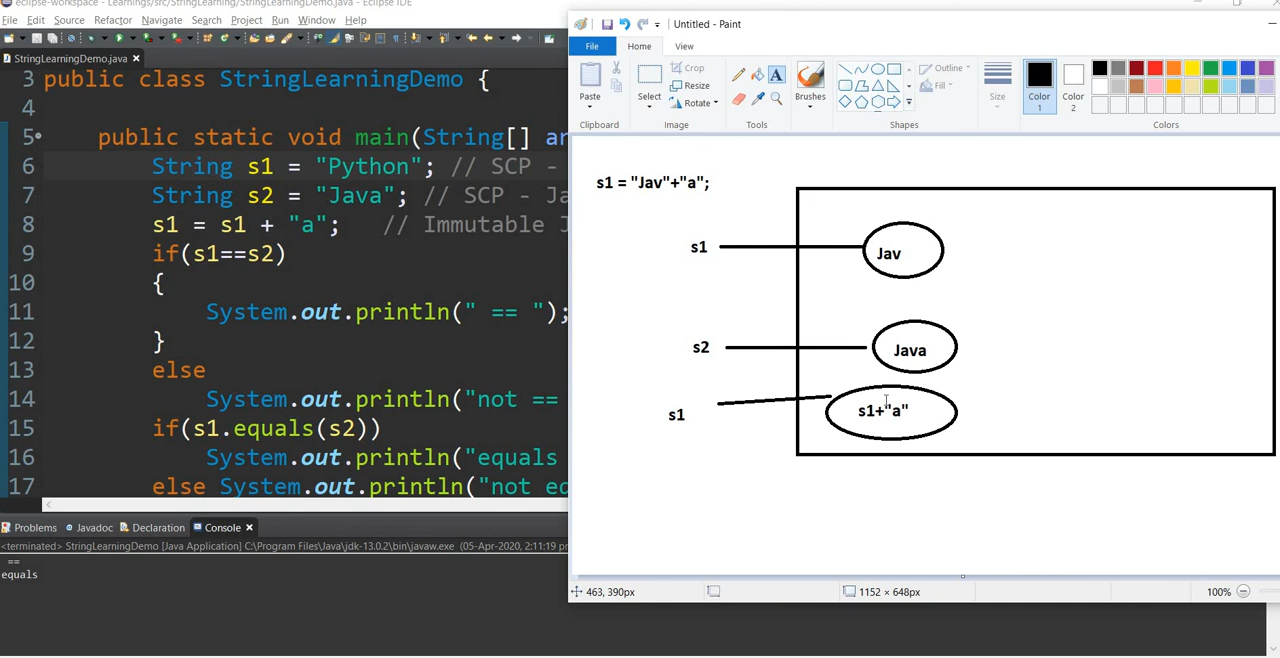 eclipse-workspace - Learnings/src/StringLearning/StringLearningDemo.java - Eclipse IDE
File Edit Source Refactor Navigate Search Project Run Window Help
StringLearningDemo.java
3 public class StringLearningDemo {
4
5 public static void main(String[] ar
6 String s1 = "Python"; // SCP -
7 String s2 = "Java"; // SCP - Ja
8 s1 = s1 + "a"; // Immutable
9 if(s1==s2)
10 {
11 System.out.println(" == ");
12 }
13 else
14 System.out.println("not ==
15 if(s1.equals(s2))
16 System.out.println("equals
17 else System.out.println("not eq
Problems Javadoc Declaration Console
<terminated> StringLearningDemo [Java Application] C:\Program Files\Java\jdk-13.0.2\bin\javaw.exe (05-Apr-2020, 2:11:19 pm
==
equals
Untitled - Paint
File Home View
Paste
Select
Crop
Resize
Rotate
Brushes
Outline
Fill
Size
Color 1
Color 2
Clipboard Image Tools Shapes Colors
s1 = "Jav"+"a";
s1 Jav
s2 Java
s1 s1+"a"
463, 390px 1152 × 648px 100%